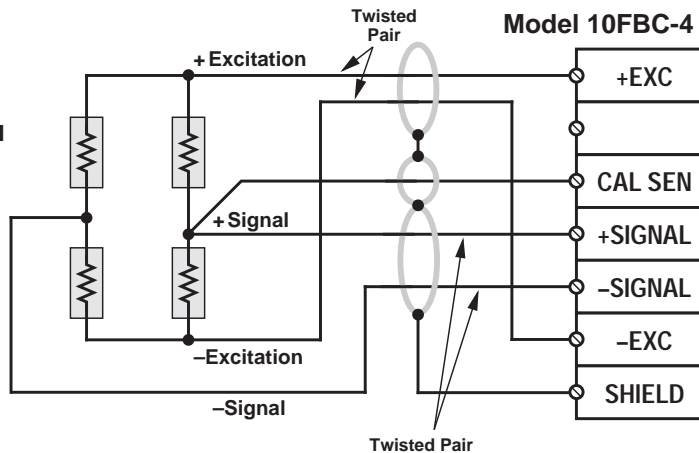 Twisted
Pair
Model 10FBC-4
+ Excitation
+EXC
CAL SEN
+ Signal
+SIGNAL
–SIGNAL
–Excitation
–EXC
–Signal
SHIELD
Twisted Pair